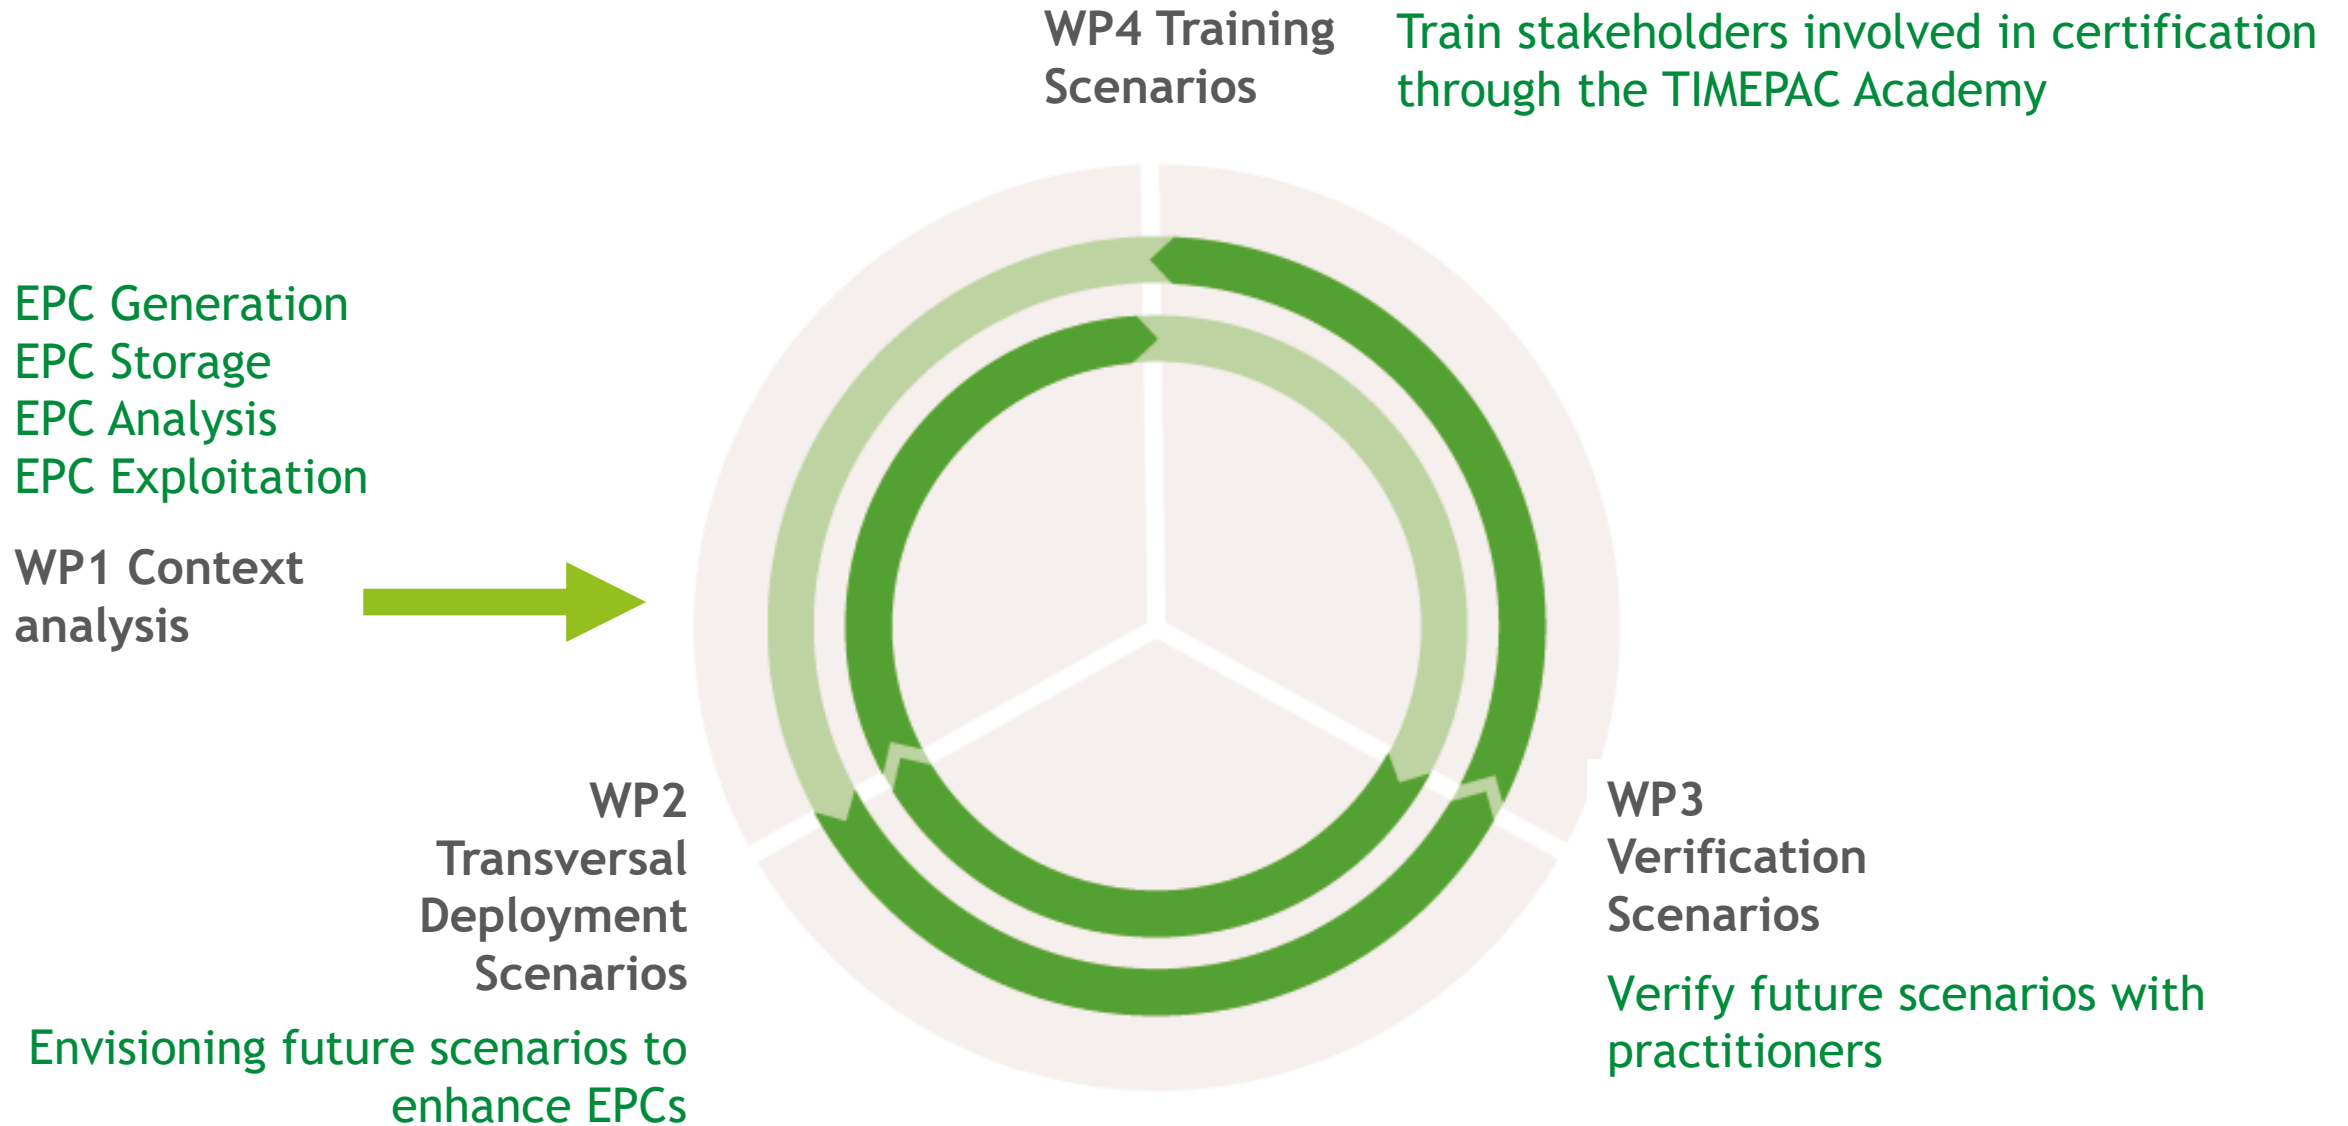 WP4 Training
Scenarios
Train stakeholders involved in certification
through the TIMEPAC Academy
EPC Generation
EPC Storage
EPC Analysis
EPC Exploitation
WP1 Context
analysis
WP2
Transversal
Deployment
Scenarios
Envisioning future scenarios to
enhance EPCs
WP3
Verification
Scenarios
Verify future scenarios with
practitioners